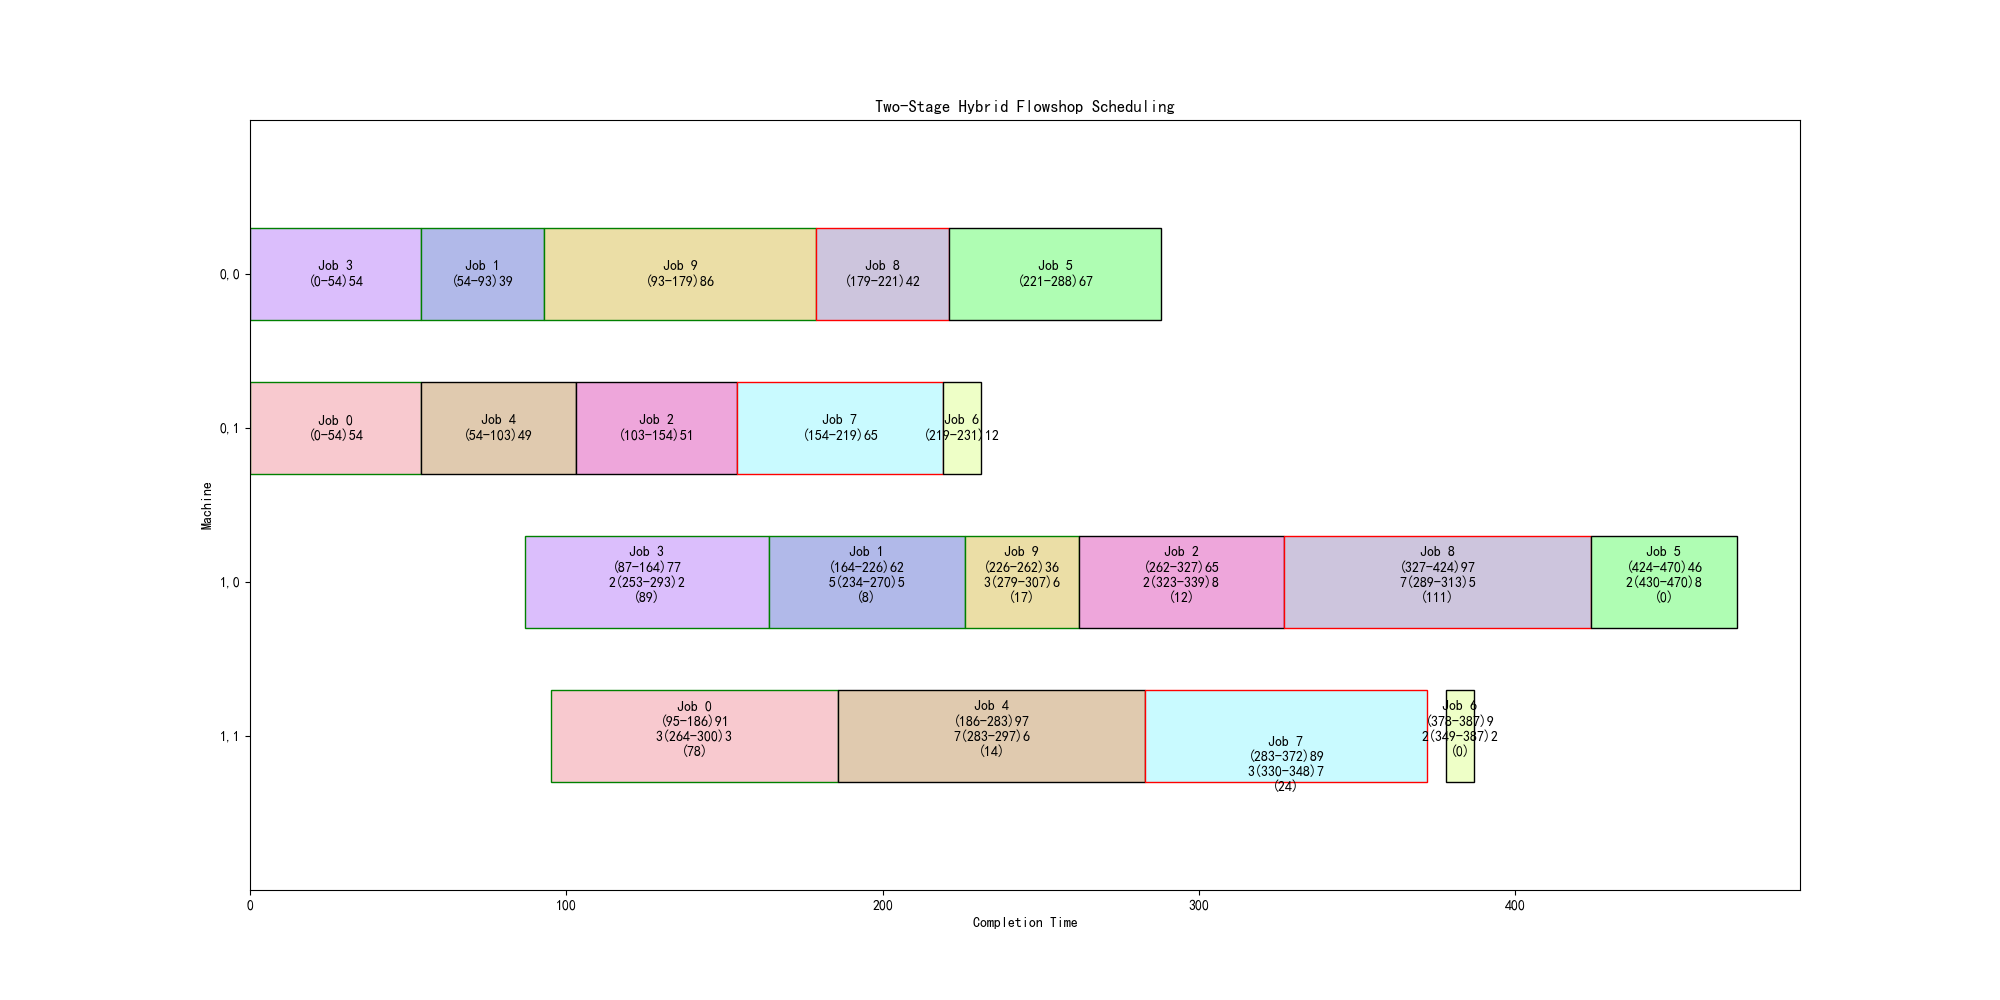 Two-Stage Hybrid Flowshop Scheduling
0,0
Job 3
(0-54)54
Job 1
(54-93)39
Job 9
(93-179)86
Job 8
(179-221)42
Job 5
(221-288)67
0,1
Job 0
(0-54)54
Job 4
(54-103)49
Job 2
(103-154)51
Job 7
(154-219)65
Job 6
(219-231)12
Machine
1,0
Job 3
(87-164)77
2(253-293)2
(89)
Job 1
(164-226)62
5(234-270)5
(8)
Job 9
(226-262)36
3(279-307)6
(17)
Job 2
(262-327)65
2(323-339)8
(12)
Job 8
(327-424)97
7(289-313)5
(111)
Job 5
(424-470)46
2(430-470)8
(0)
1,1
Job 0
(95-186)91
3(264-300)3
(78)
Job 4
(186-283)97
7(283-297)6
(14)
Job 7
(283-372)89
3(330-348)7
(24)
Job 6
(378-387)9
2(349-387)2
(0)
0
100
200
300
400
Completion Time